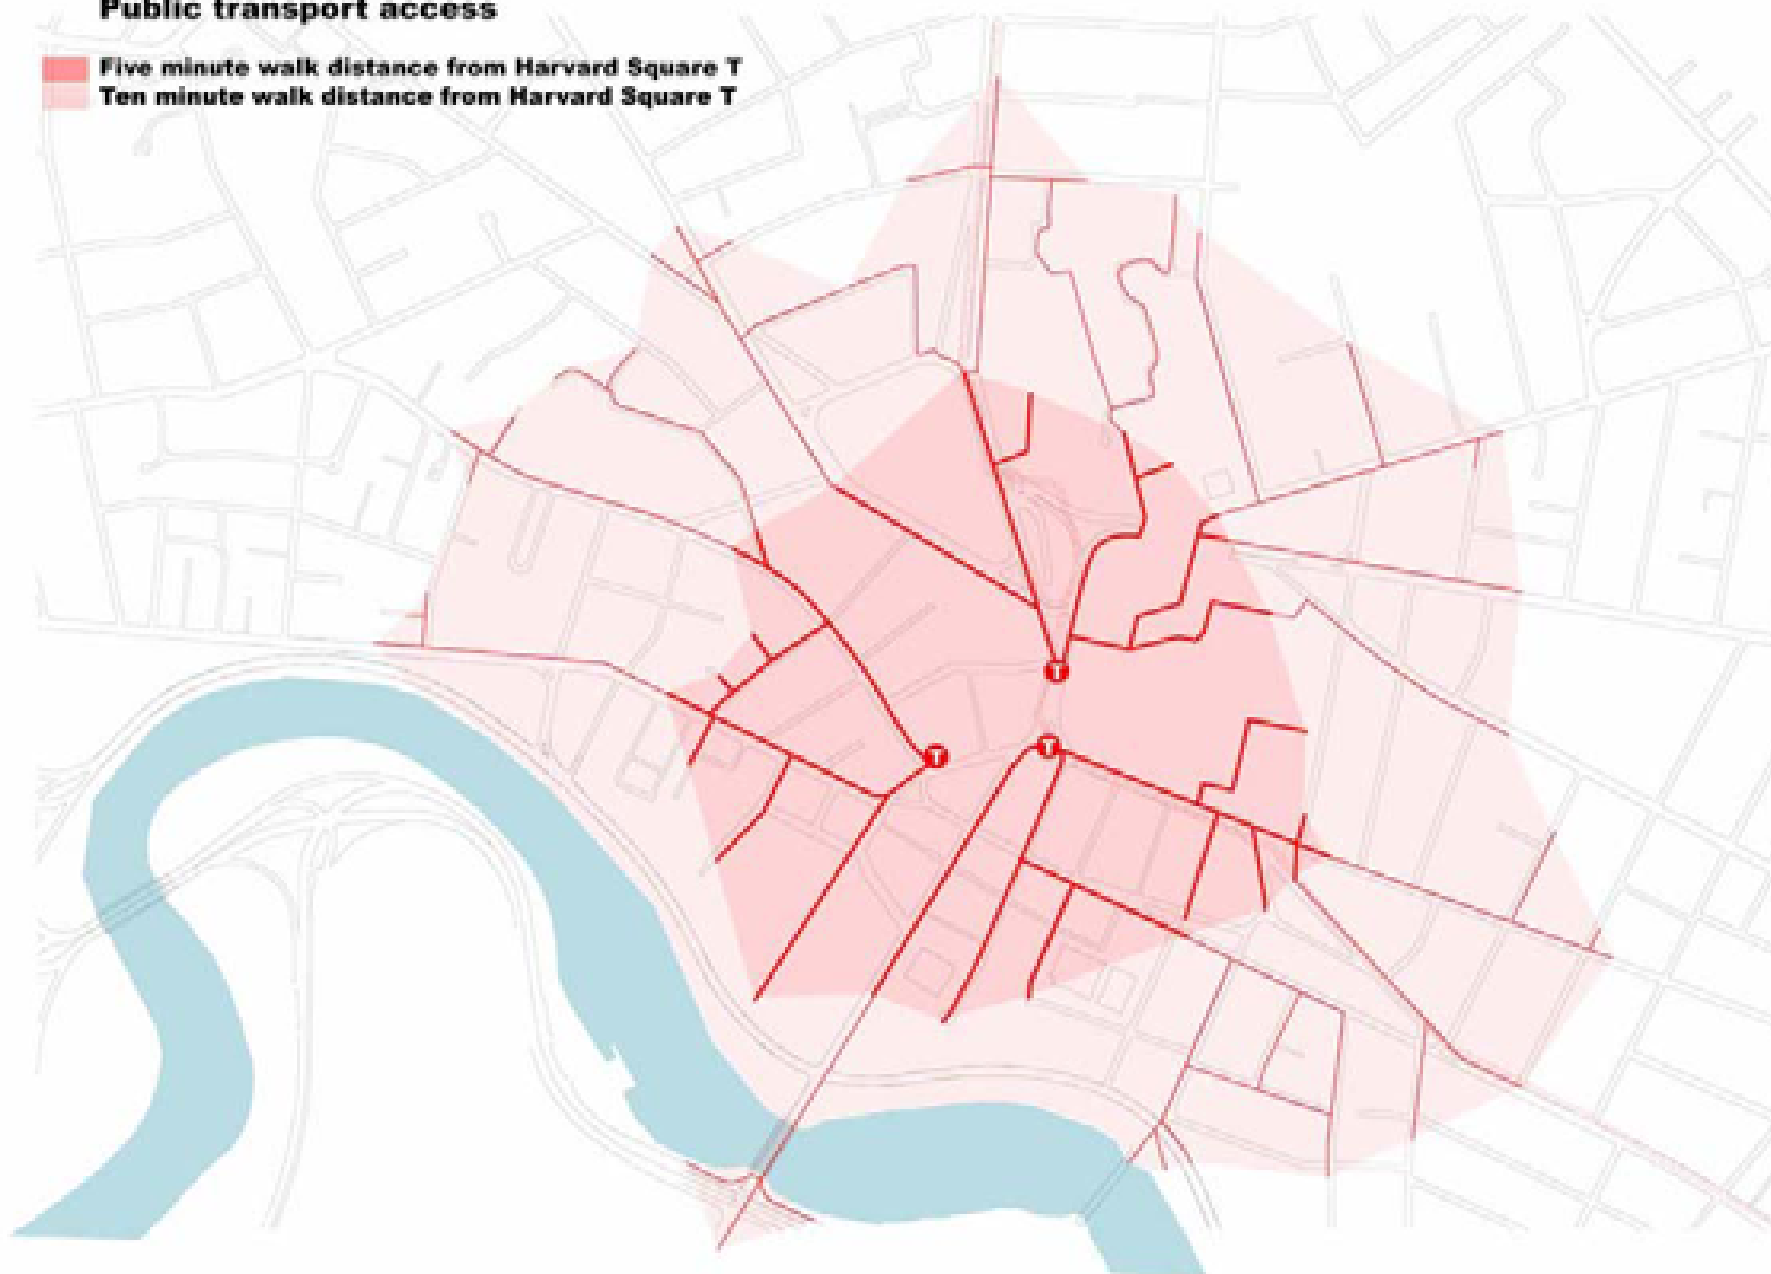 Public transport access
Five minute walk distance from Harvard Square T
Ten minute walk distance from Harvard Square T
T
T
T